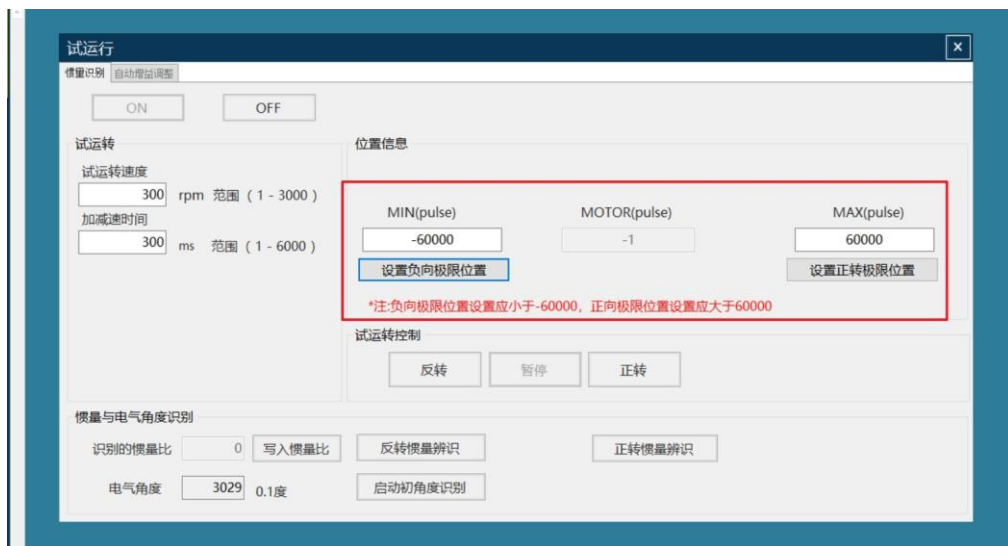 试运行
惯量识别 自动增益调整
ON OFF
试运转
试运转速度
300 rpm 范围 ( 1 - 3000 )
加减速时间
300 ms 范围 ( 1 - 6000 )
位置信息
MIN(pulse) MOTOR(pulse) MAX(pulse)
-60000 -1 60000
设置负向极限位置 设置正转极限位置
*注:负向极限位置设置应小于-60000，正向极限位置设置应大于60000
试运转控制
反转 暂停 正转
惯量与电气角度识别
识别的惯量比 0 写入惯量比 反转惯量辨识 正转惯量辨识
电气角度 3029 0.1度 启动初角度识别